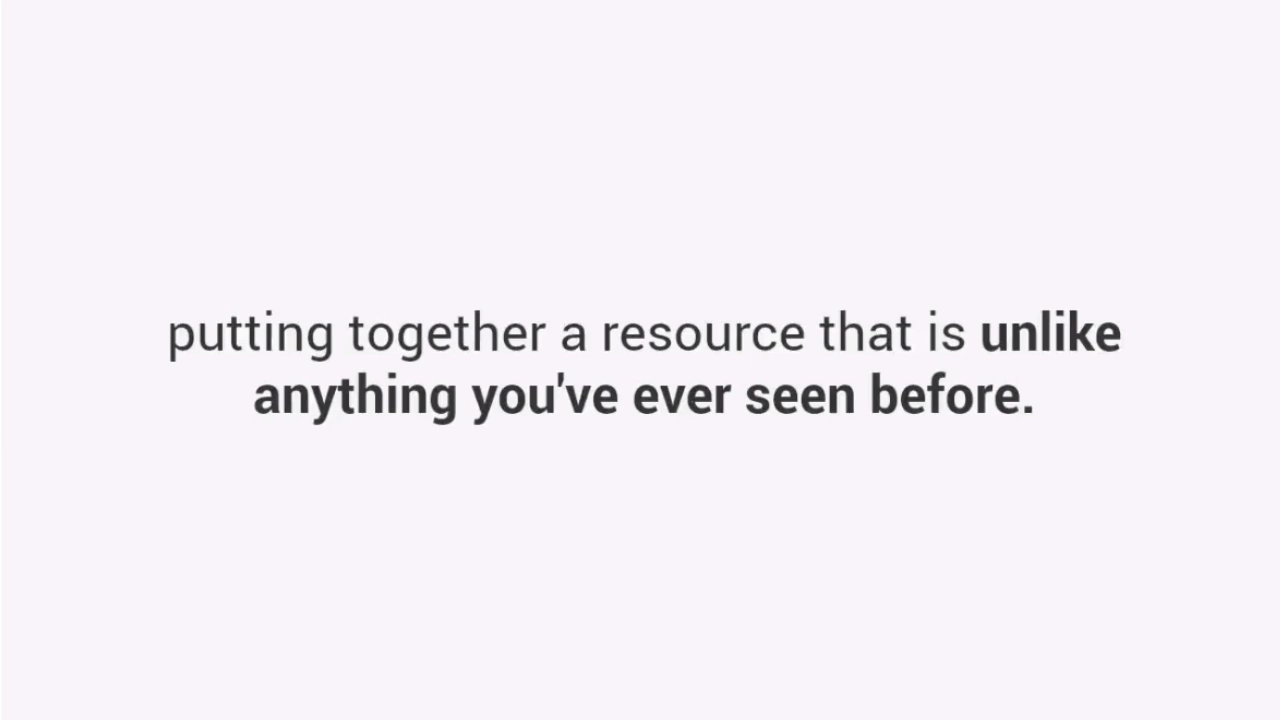 putting together a resource that is unlike
anything you've ever seen before.